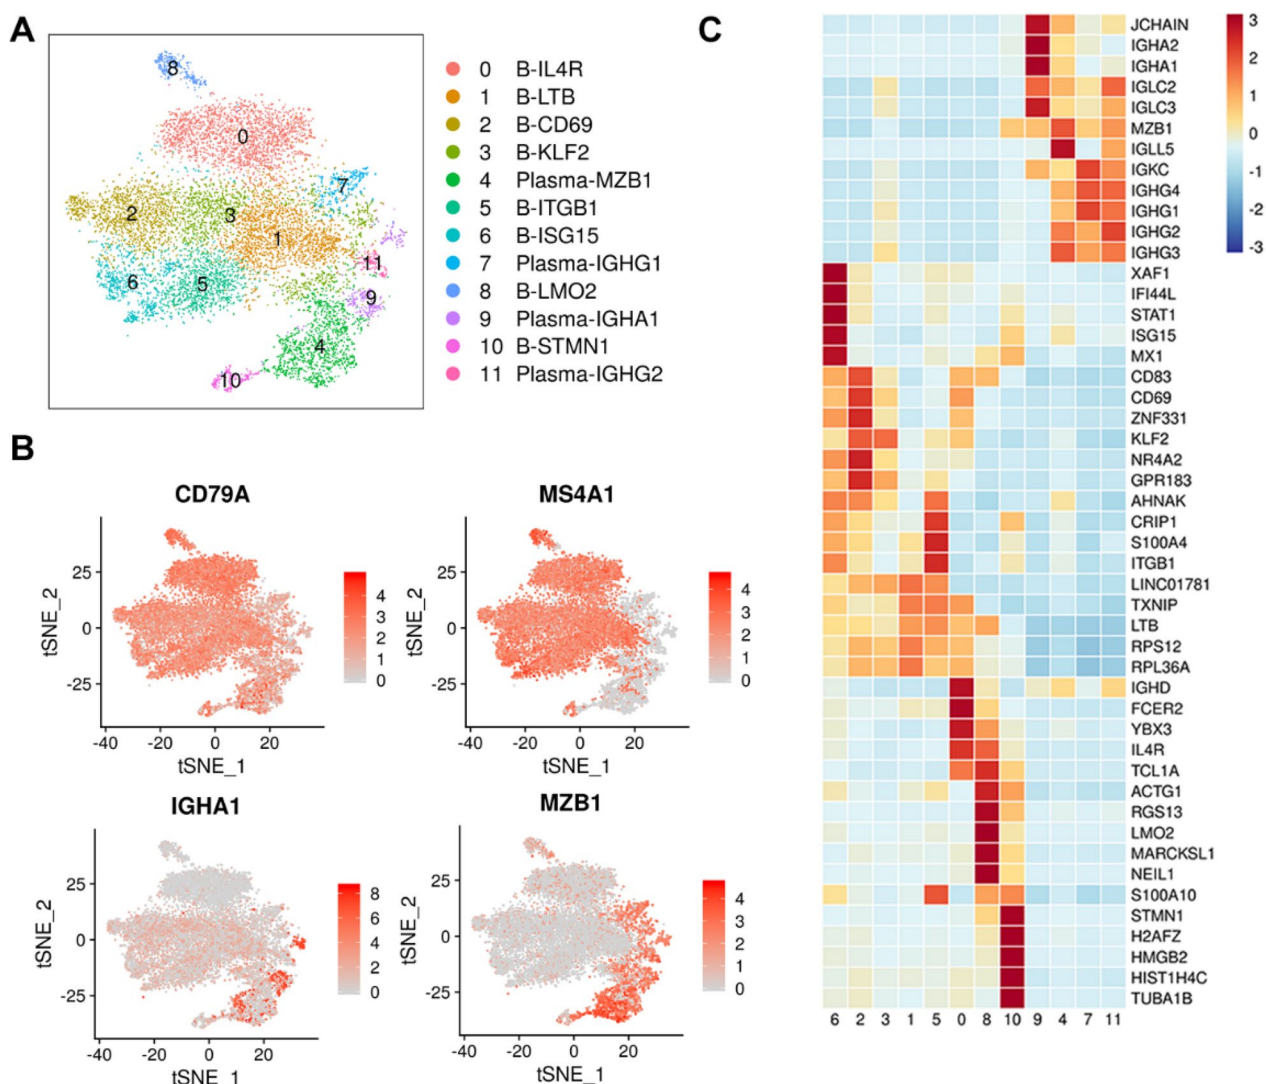 A
8
0
7
2
3
1
11
6
5
9
4
10
0 B-IL4R
1 B-LTB
2 B-CD69
3 B-KLF2
4 Plasma-MZB1
5 B-ITGB1
6 B-ISG15
7 Plasma-IGHG1
8 B-LMO2
9 Plasma-IGHA1
10 B-STMN1
11 Plasma-IGHG2
B
CD79A
tSNE_2
25
0
-25
-40 -20 0 20
tSNE_1
4
3
2
1
0
MS4A1
tSNE_2
25
0
-25
-40 -20 0 20
tSNE_1
4
3
2
1
0
IGHA1
tSNE_2
25
0
-25
-40 -20 0 20
tSNE_1
8
6
4
2
0
MZB1
tSNE_2
25
0
-25
-40 -20 0 20
tSNE_1
4
3
2
1
0
C
JCHAIN
IGHA2
IGHA1
IGLC2
IGLC3
MZB1
IGLL5
IGKC
IGHG4
IGHG1
IGHG2
IGHG3
XAF1
IFI44L
STAT1
ISG15
MX1
CD83
CD69
ZNF331
KLF2
NR4A2
GPR183
AHNAK
CRIP1
S100A4
ITGB1
LINC01781
TXNIP
LTB
RPS12
RPL36A
IGHD
FCER2
YBX3
IL4R
TCL1A
ACTG1
RGS13
LMO2
MARCKSL1
NEIL1
S100A10
STMN1
H2AFZ
HMGB2
HIST1H4C
TUBA1B
6 2 3 1 5 0 8 10 9 4 7 11
3
2
1
0
-1
-2
-3